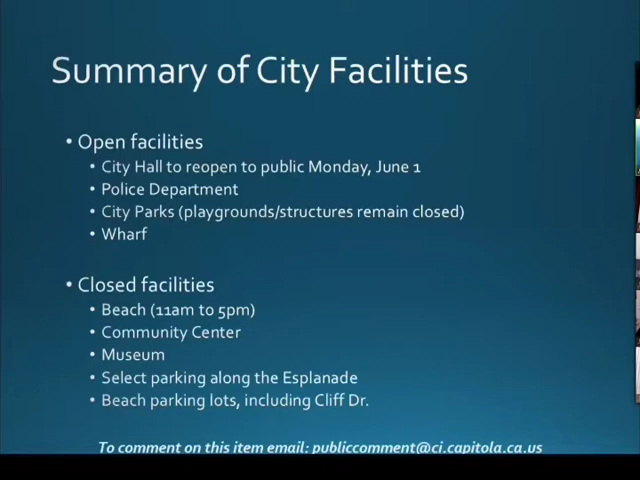 Summary of City Facilities
• Open facilities
• City Hall to reopen to public Monday, June 1
• Police Department
• City Parks (playgrounds/structures remain closed)
• Wharf
• Closed facilities
• Beach (11am to 5pm)
• Community Center
• Museum
• Select parking along the Esplanade
• Beach parking lots, including Cliff Dr.
To comment on this item email: publiccomment@ci.capitola.ca.us